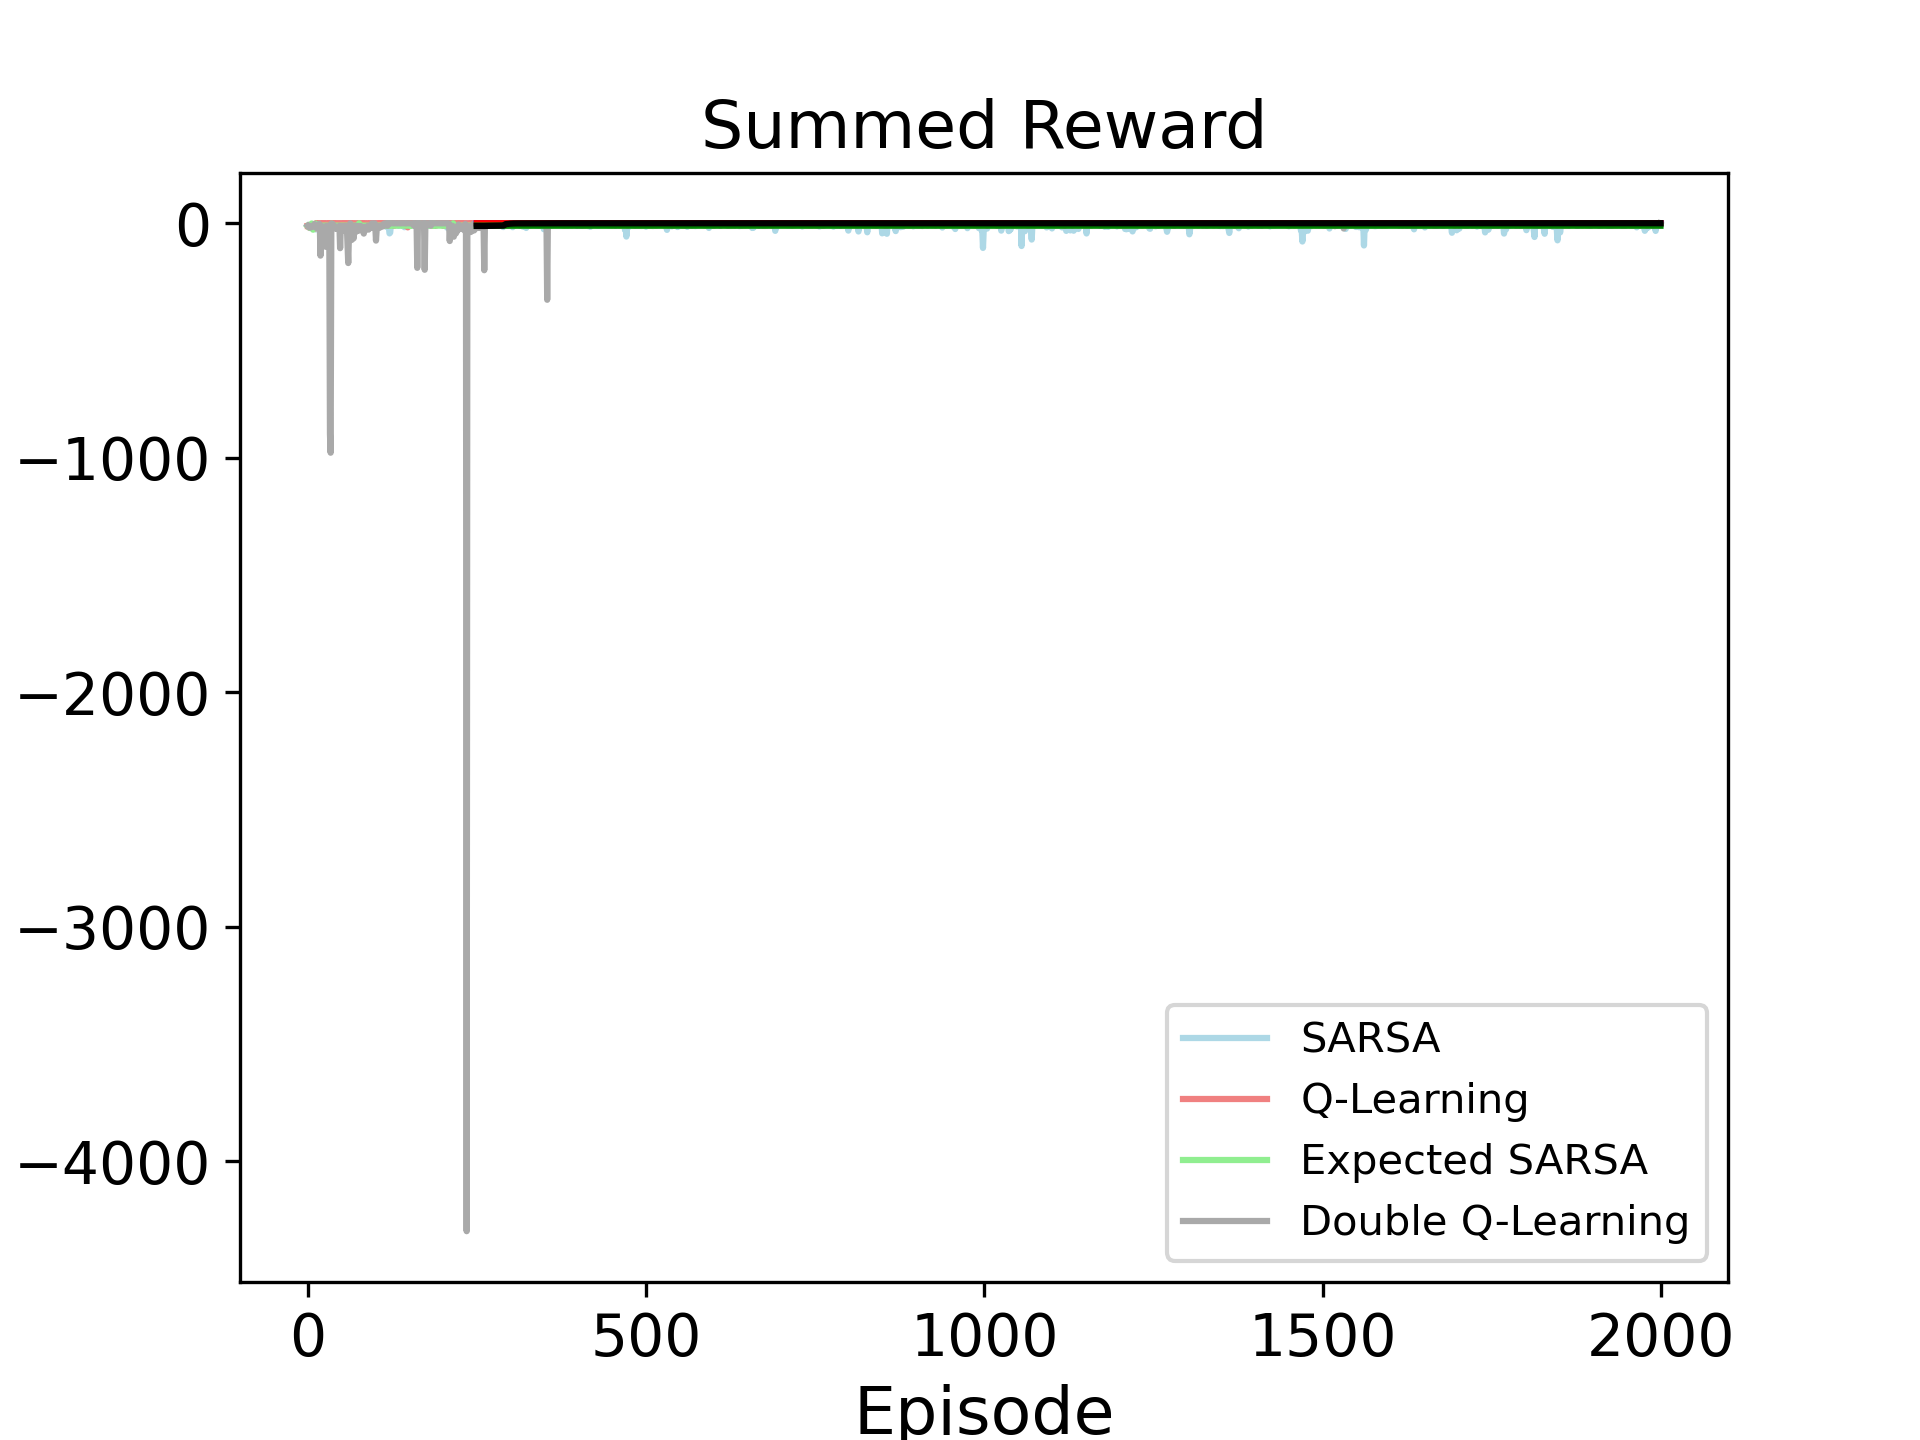 Summed Reward
0
−1000
−2000
−3000
−4000
SARSA
Q-Learning
Expected SARSA
Double Q-Learning
0 500 1000 1500 2000
Episode